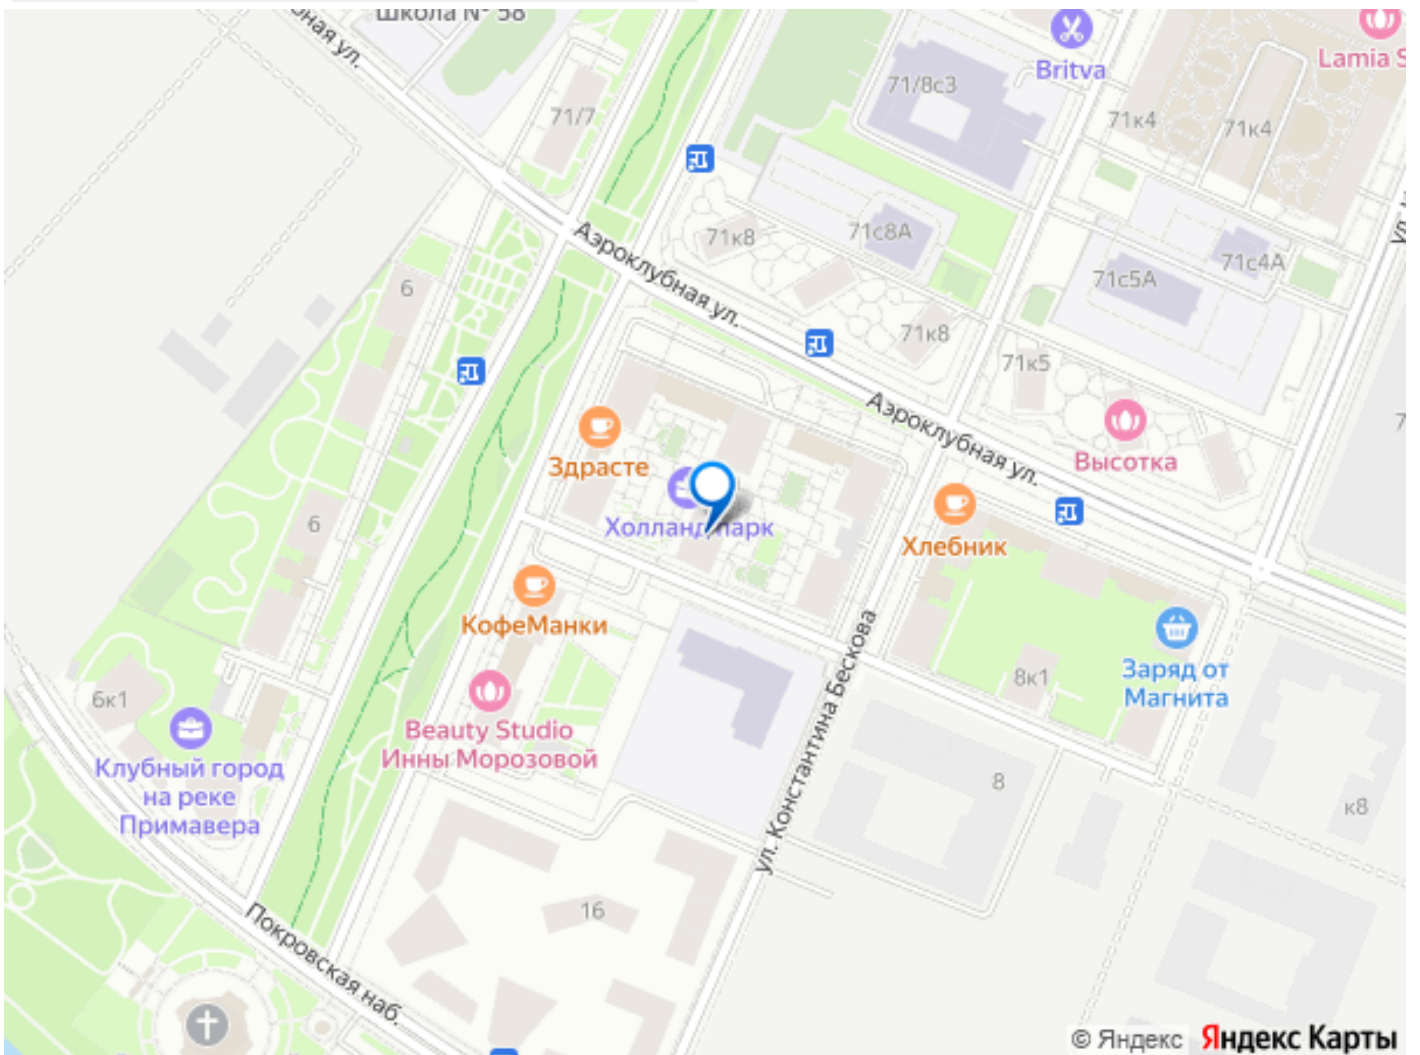 Школа № 58
ная ул.
Britva
Lamia S
71/8с3
71/7
71к4
71к4
71к8
71с8А
71с4А
71с5А
Аэроклубная ул.
6
71к8
71к5
Аэроклубная ул.
Высотка
Здрасте
Холланд парк
6
Хлебник
КофеМанки
ул. Константина Бескова
Заряд от
Магнита
8к1
6к1
Beauty Studio
Инны Морозовой
Клубный город
на реке
Примавера
8
к8
16
Покровская наб.
© Яндекс Яндекс Карты